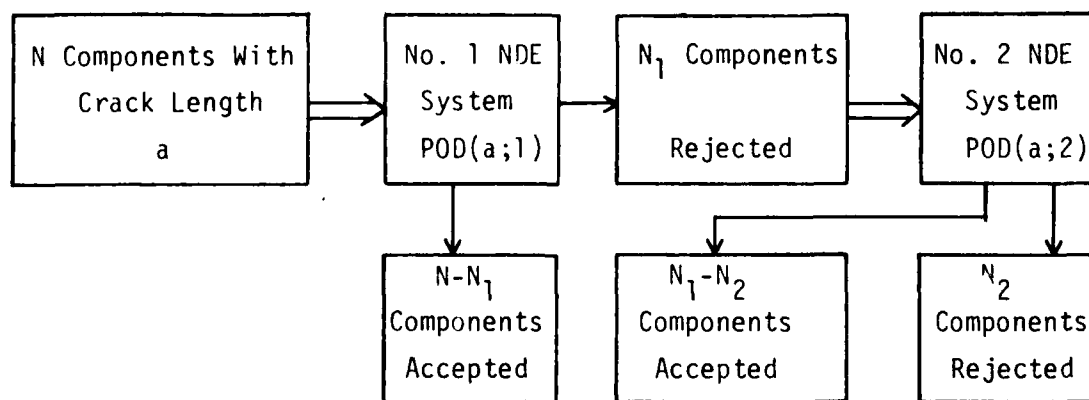 N Components With
Crack Length
a
No. 1 NDE
System
POD(a;1)
N₁ Components
Rejected
No. 2 NDE
System
POD(a;2)
N-N₁
Components
Accepted
N₁-N₂
Components
Accepted
N₂
Components
Rejected